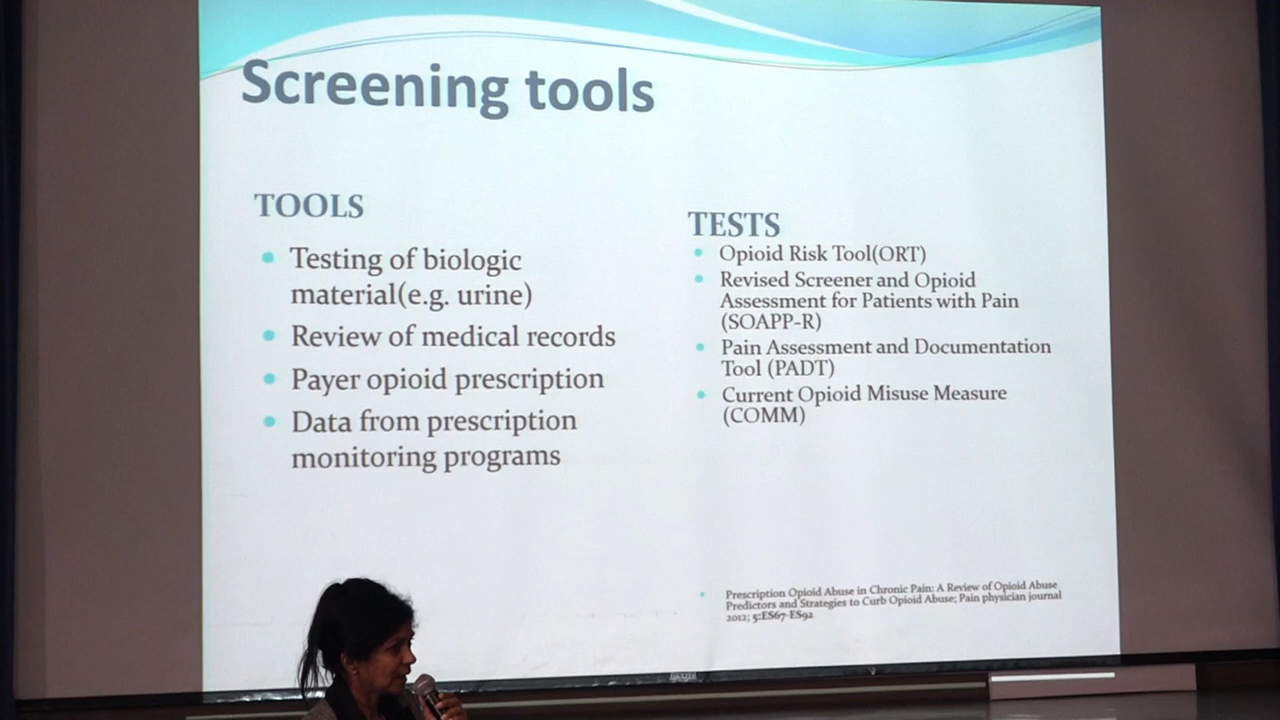 Screening tools
TOOLS
Testing of biologic
material(e.g. urine)
Review of medical records
Payer opioid prescription
Data from prescription
monitoring programs
TESTS
Opioid Risk Tool(ORT)
Revised Screener and Opioid
Assessment for Patients with Pain
(SOAPP-R)
Pain Assessment and Documentation
Tool (PADT)
Current Opioid Misuse Measure
(COMM)
Prescription Opioid Abuse in Chronic Pain: A Review of Opioid Abuse
Predictors and Strategies to Curb Opioid Abuse; Pain physician journal
2012; 5:ES67-ES92